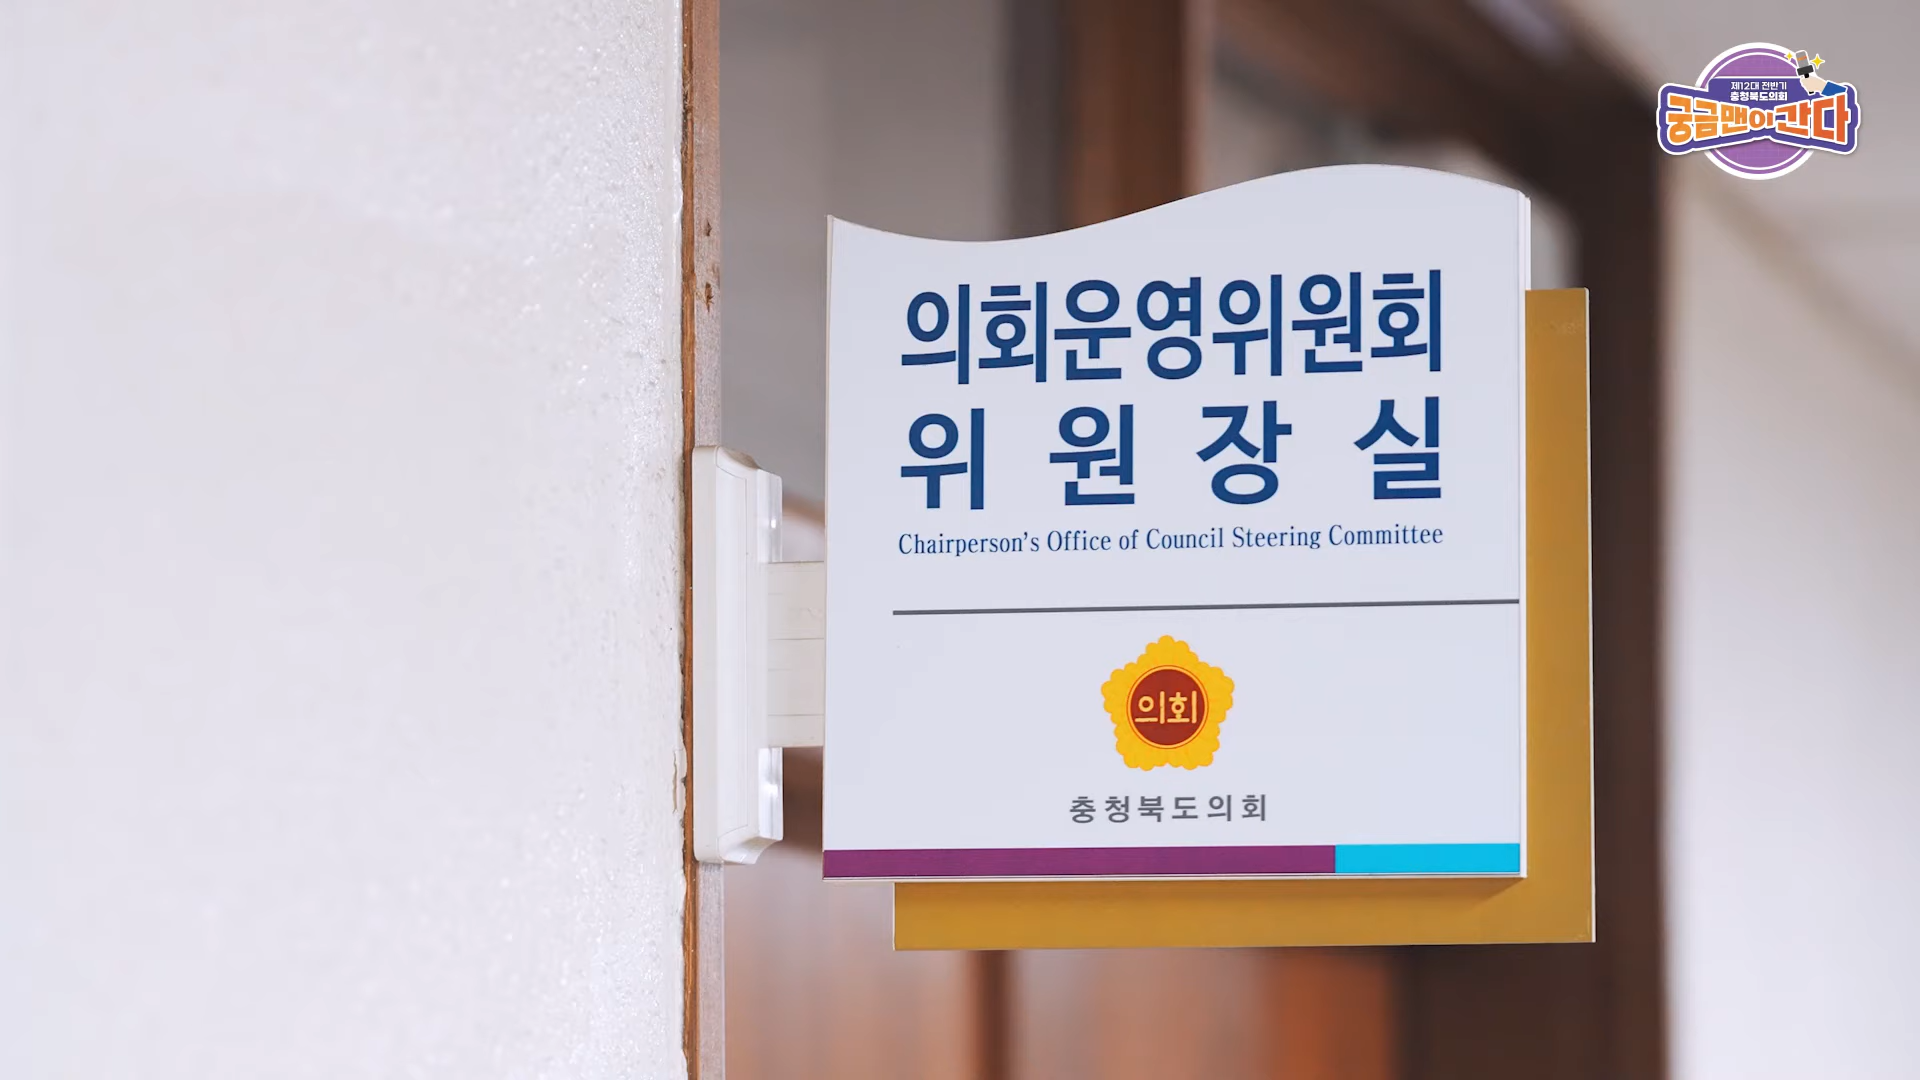 제12대 전반기
충청북도의회
궁금맨이 간다
의회운영위원회
위원장실
Chairperson's Office of Council Steering Committee
의회
충청북도의회